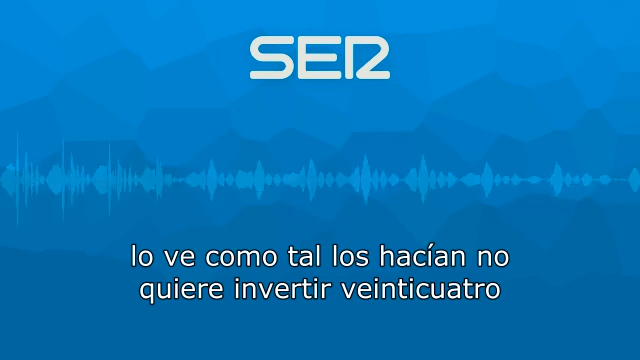 SER
lo ve como tal los hacían no
quiere invertir veinticuatro